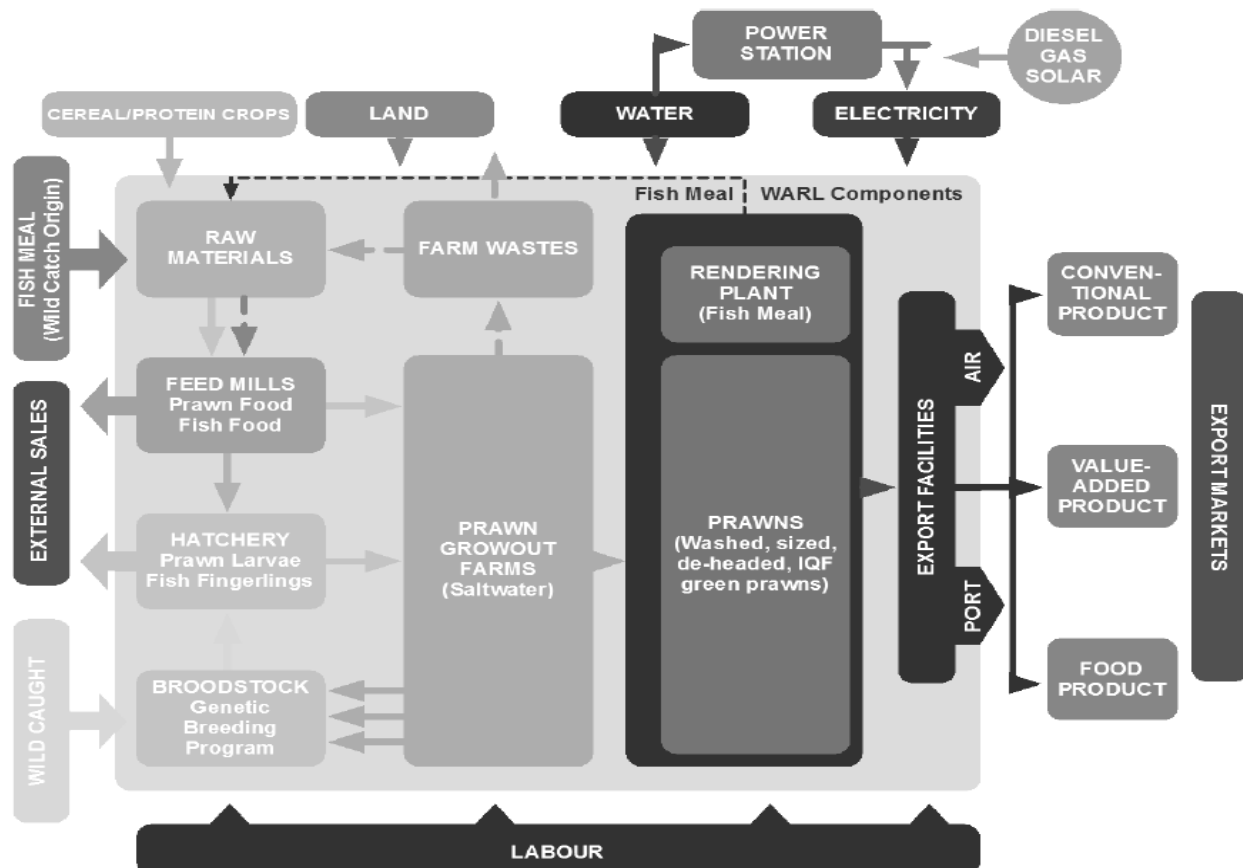 POWER
STATION
DIESEL
GAS
SOLAR
CEREAL/PROTEIN CROPS
LAND
WATER
ELECTRICITY
Fish Meal
WARL Components
FISH MEAL
(Wild Catch Origin)
RAW
MATERIALS
FARM WASTES
RENDERING
PLANT
(Fish Meal)
CONVEN-
TIONAL
PRODUCT
EXTERNAL SALES
FEED MILLS
Prawn Food
Fish Food
AIR
EXPORT FACILITIES
EXPORT MARKETS
VALUE-
ADDED
PRODUCT
HATCHERY
Prawn Larvae
Fish Fingerlings
PRAWN
GROWOUT
FARMS
(Saltwater)
PRAWNS
(Washed, sized,
de-headed, IQF
green prawns)
PORT
WILD CAUGHT
BROODSTOCK
Genetic
Breeding
Program
FOOD
PRODUCT
LABOUR